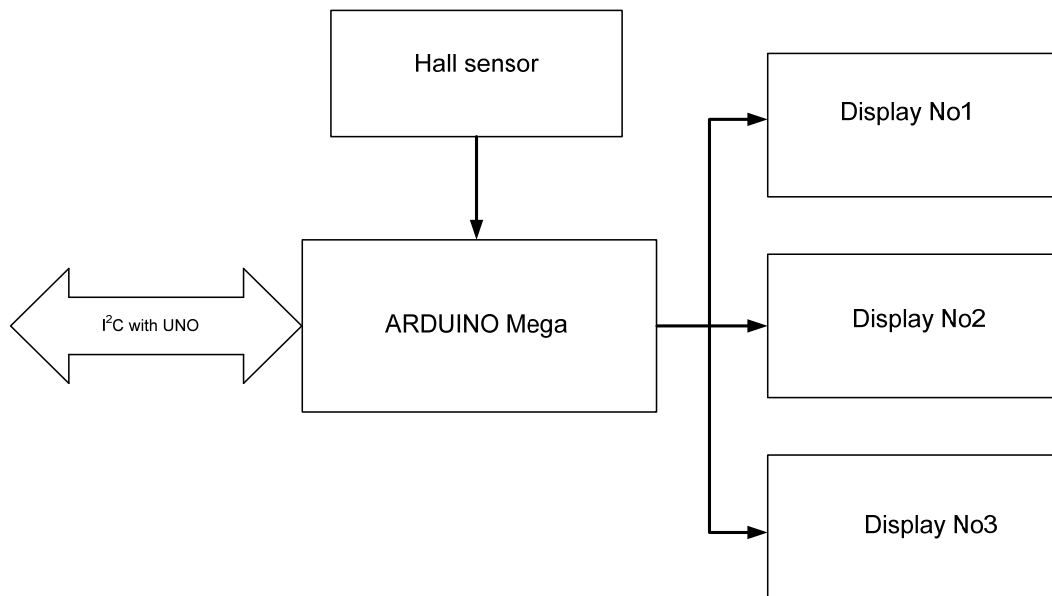 Hall sensor
Display No1
I²C with UNO
ARDUINO Mega
Display No2
Display No3